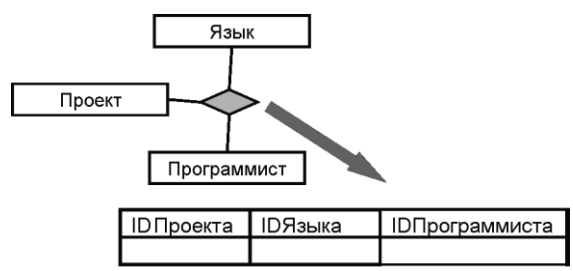 Язык
Проект
Программист
IDПроекта IDЯзыка IDПрограммиста